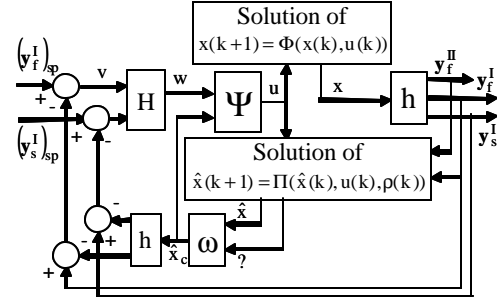 Solution of
x(k+1)=Φ(x(k),u(k))
(y_f^I)_sp
v
w
u
x
y_f^II
y_f^I
y_s^I
+
-
H
Ψ
h
(y_s^I)_sp
+
-
Solution of
x̂(k+1)=Π(x̂(k),u(k),ρ(k))
-
+
-
+
h
x̂_c
ω
x̂
?